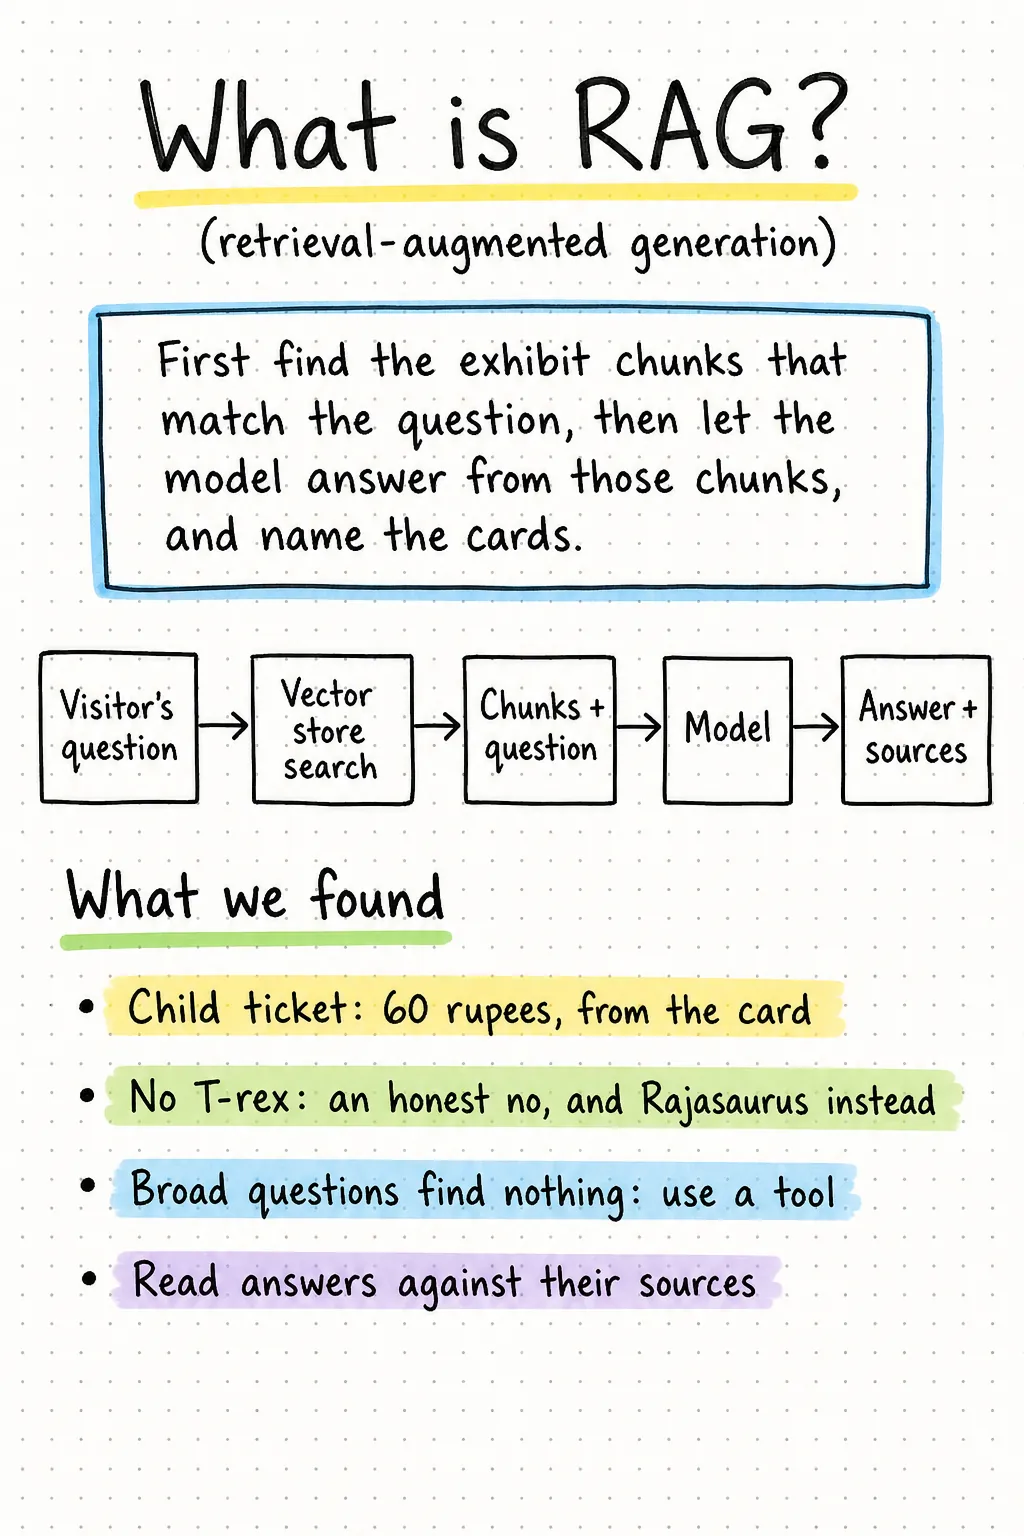 What is RAG?
(retrieval-augmented generation)
First find the exhibit chunks that
match the question, then let the
model answer from those chunks,
and name the cards.
Visitor's
question
Vector
store
search
Chunks +
question
Model
Answer +
sources
What we found
• Child ticket: 60 rupees, from the card
• No T-rex: an honest no, and Rajasaurus instead
• Broad questions find nothing: use a tool
• Read answers against their sources